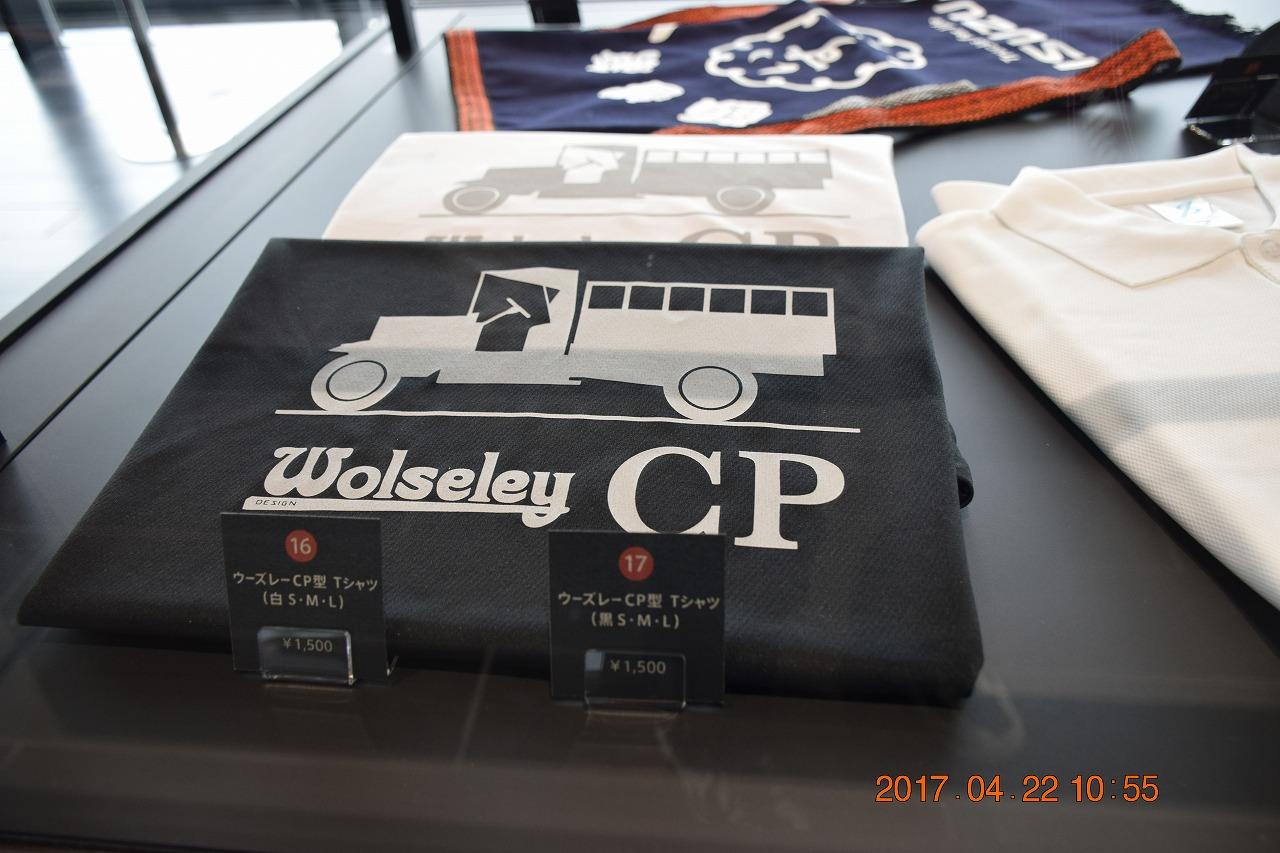 ISUZU
CP
Wolseley CP
DESIGN
16
ウーズレーCP型 Tシャツ
(白 S・M・L)
¥1,500
17
ウーズレーCP型 Tシャツ
(黒 S・M・L)
¥1,500
2017.04.22 10:55